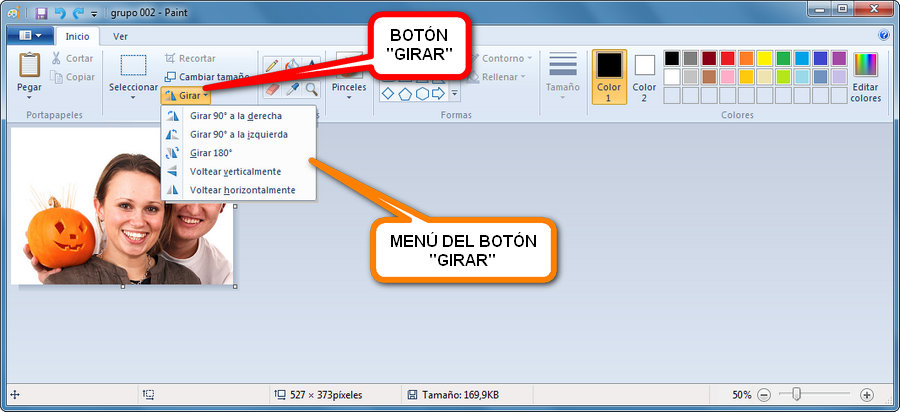 grupo 002 - Paint
Inicio Ver
Pegar
Cortar
Copiar
Portapapeles
Seleccionar
Recortar
Cambiar tamaño
Girar
Girar 90° a la derecha
Girar 90° a la izquierda
Girar 180°
Voltear verticalmente
Voltear horizontalmente
Pinceles
Contorno
Rellenar
Formas
Tamaño
Color
1
Color
2
Editar
colores
Colores
BOTÓN
"GIRAR"
MENÚ DEL BOTÓN
"GIRAR"
527 × 373píxeles
Tamaño: 169,9KB
50%